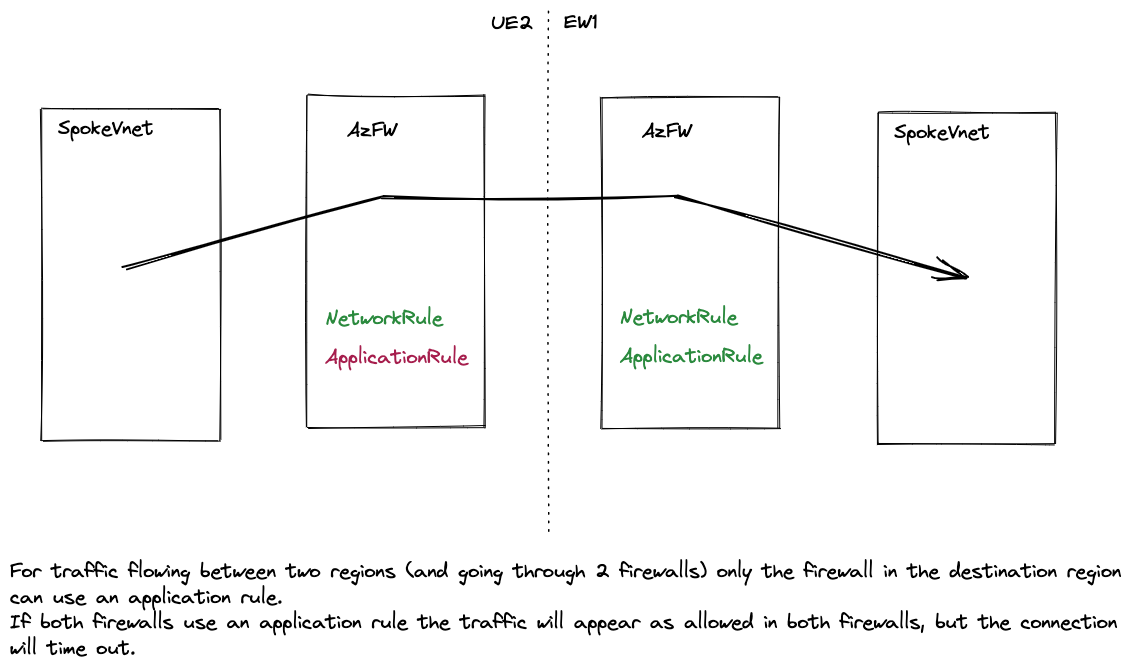 UE2 EW1
SpokeVnet
AzFW
AzFW
SpokeVnet
NetworkRule
ApplicationRule
NetworkRule
ApplicationRule
For traffic flowing between two regions (and going through 2 firewalls) only the firewall in the destination region
can use an application rule.
If both firewalls use an application rule the traffic will appear as allowed in both firewalls, but the connection
will time out.